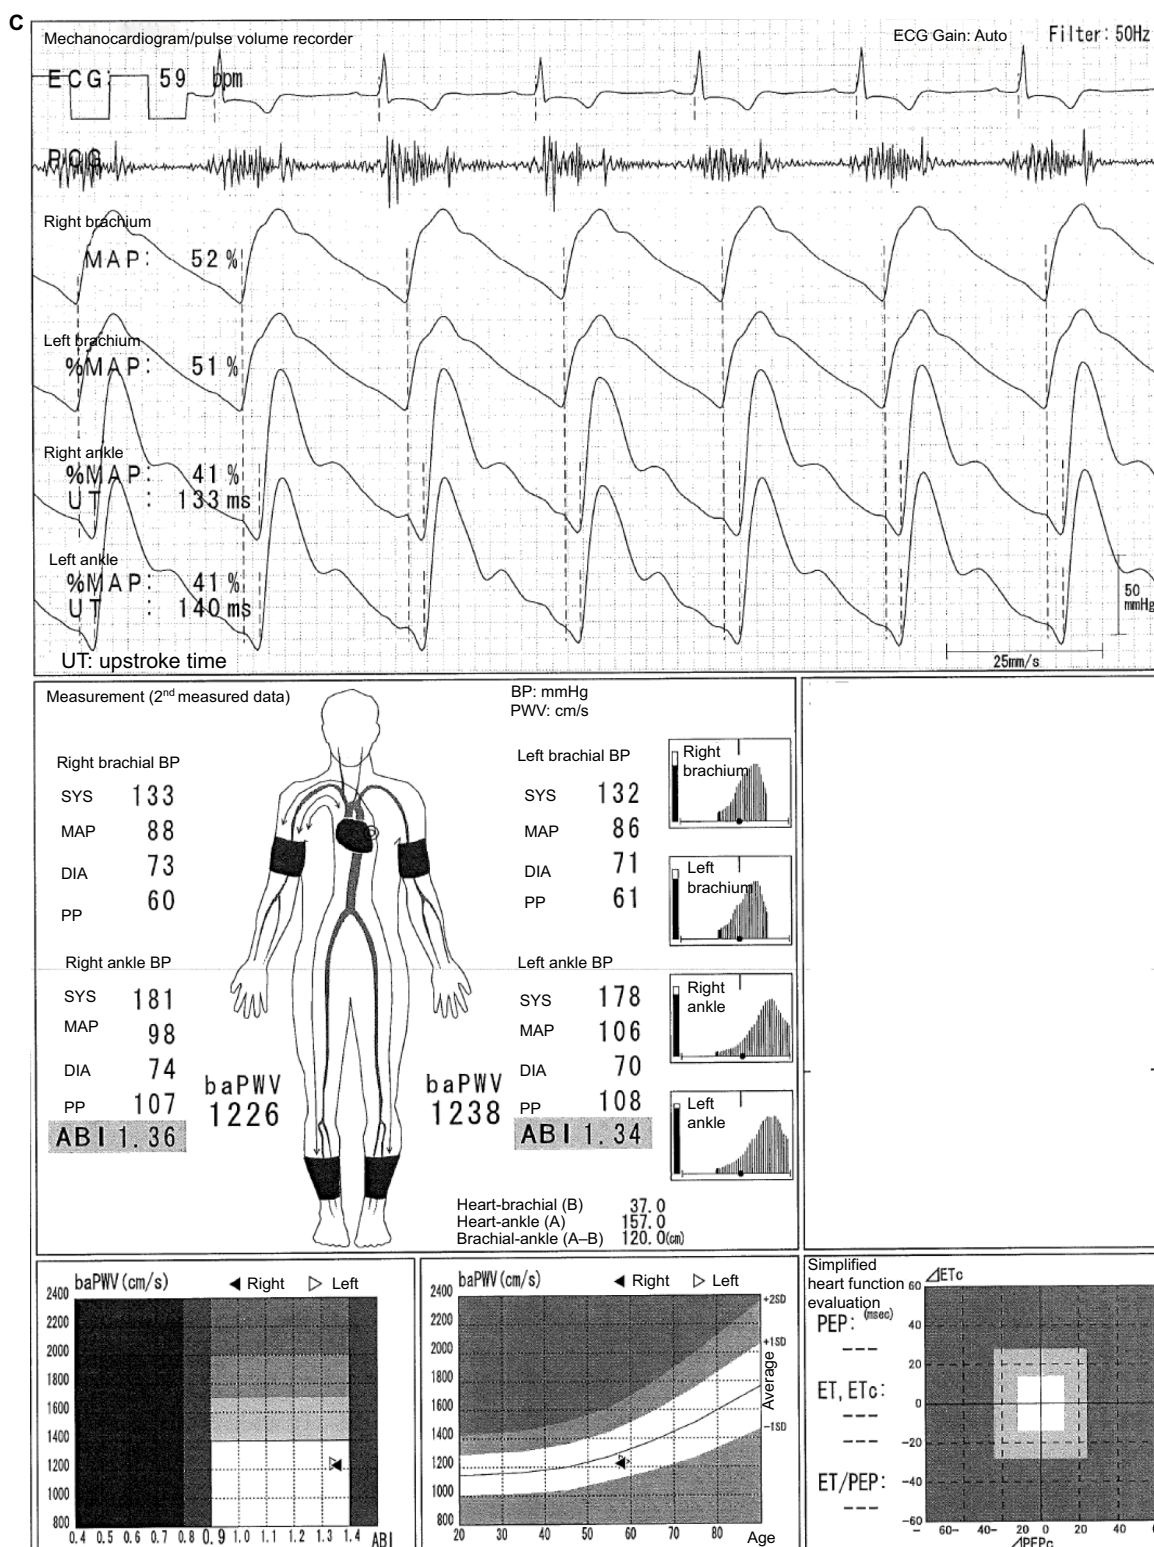 C
Mechanocardiogram/pulse volume recorder
ECG Gain: Auto
Filter: 50Hz
ECG: 59 bpm
PCG
Right brachium
MAP: 52 %
Left brachium
%MAP: 51 %
Right ankle
%MAP: 41 %
UT : 133 ms
Left ankle
%MAP: 41 %
UT : 140 ms
50
mmHg
UT: upstroke time
25mm/s
Measurement (2nd measured data)
BP: mmHg
PWV: cm/s
Right brachial BP
SYS 133
MAP 88
DIA 73
PP 60
Left brachial BP
SYS 132
MAP 86
DIA 71
PP 61
Right
brachium
Left
brachium
Right ankle BP
SYS 181
MAP 98
DIA 74
PP 107
ABI 1.36
baPWV
1226
baPWV
1238
Left ankle BP
SYS 178
MAP 106
DIA 70
PP 108
ABI 1.34
Right
ankle
Left
ankle
Heart-brachial (B) 37.0
Heart-ankle (A) 157.0
Brachial-ankle (A–B) 120.0(cm)
baPWV(cm/s) Right Left
2400
2200
2000
1800
1600
1400
1200
1000
800
0.4 0.5 0.6 0.7 0.8 0.9 1.0 1.1 1.2 1.3 1.4 ABI
baPWV(cm/s) Right Left
2400
2200
2000
1800
1600
1400
1200
1000
800
+2SD
+1SD
Average
-1SD
20 30 40 50 60 70 80 Age
Simplified
heart function
evaluation
PEP: (msec)
---
ET, ETc:
---
---
ET/PEP:
---
⊿ETc
60
40
20
0
-20
-40
-60
- 60- 40- 20 0 20 40 60
⊿PEPc